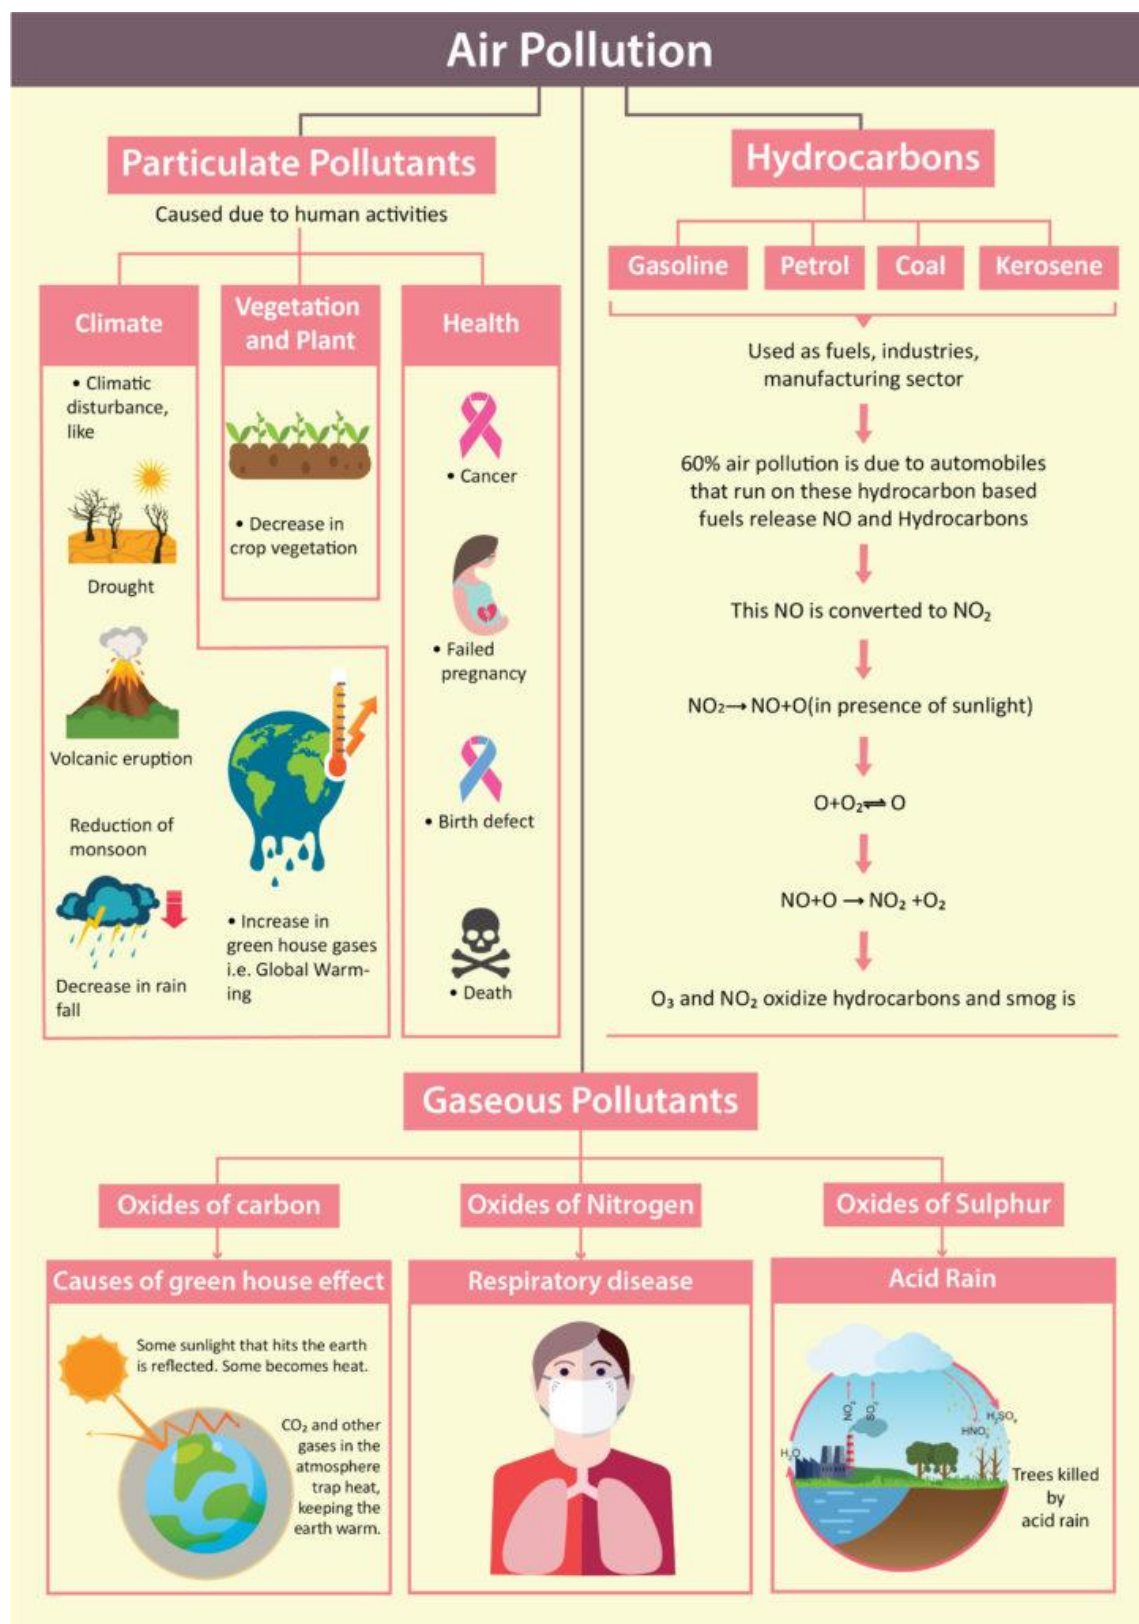 Air Pollution
Particulate Pollutants
Caused due to human activities
Climate
• Climatic
disturbance,
like
Drought
Volcanic eruption
Reduction of
monsoon
Decrease in rain
fall
• Increase in
green house gases
i.e. Global Warm-
ing
Vegetation
and Plant
• Decrease in
crop vegetation
Health
• Cancer
• Failed
pregnancy
• Birth defect
• Death
Hydrocarbons
Gasoline
Petrol
Coal
Kerosene
Used as fuels, industries,
manufacturing sector
60% air pollution is due to automobiles
that run on these hydrocarbon based
fuels release NO and Hydrocarbons
This NO is converted to NO₂
NO₂→ NO+O(in presence of sunlight)
O+O₂⇌ O
NO+O → NO₂ +O₂
O₃ and NO₂ oxidize hydrocarbons and smog is
Gaseous Pollutants
Oxides of carbon
Causes of green house effect
Some sunlight that hits the earth
is reflected. Some becomes heat.
CO₂ and other
gases in the
atmosphere
trap heat,
keeping the
earth warm.
Oxides of Nitrogen
Respiratory disease
Oxides of Sulphur
Acid Rain
NO₂
SO₂
H₂SO₄
HNO₃
H₂O
Trees killed
by
acid rain